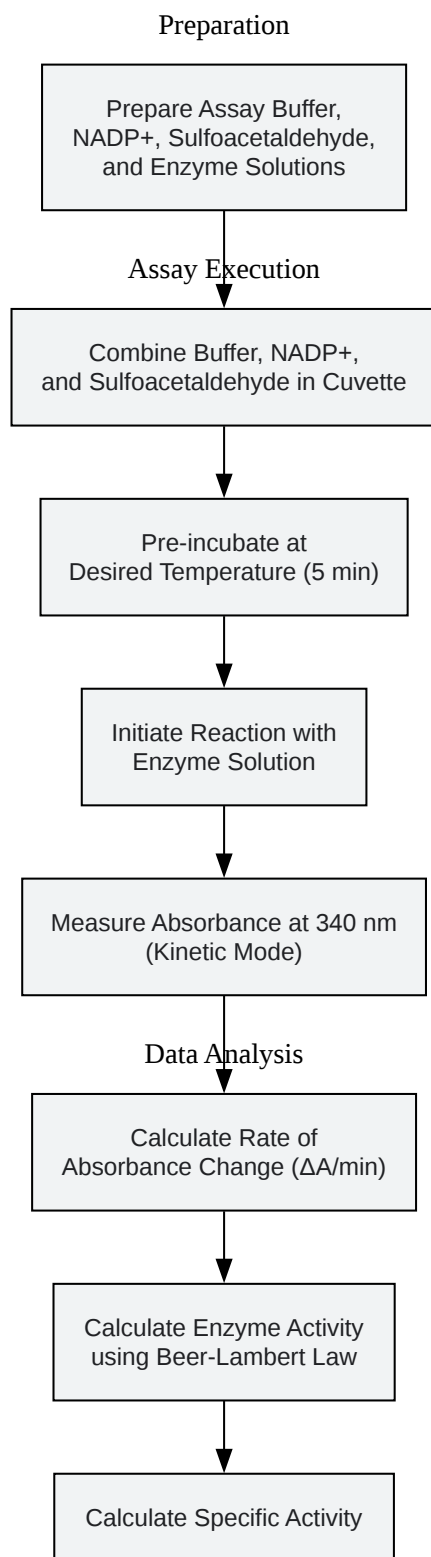 Preparation
Prepare Assay Buffer,
NADP+, Sulfoacetaldehyde,
and Enzyme Solutions
Assay Execution
Combine Buffer, NADP+,
and Sulfoacetaldehyde in Cuvette
Pre-incubate at
Desired Temperature (5 min)
Initiate Reaction with
Enzyme Solution
Measure Absorbance at 340 nm
(Kinetic Mode)
Data Analysis
Calculate Rate of
Absorbance Change (ΔA/min)
Calculate Enzyme Activity
using Beer-Lambert Law
Calculate Specific Activity